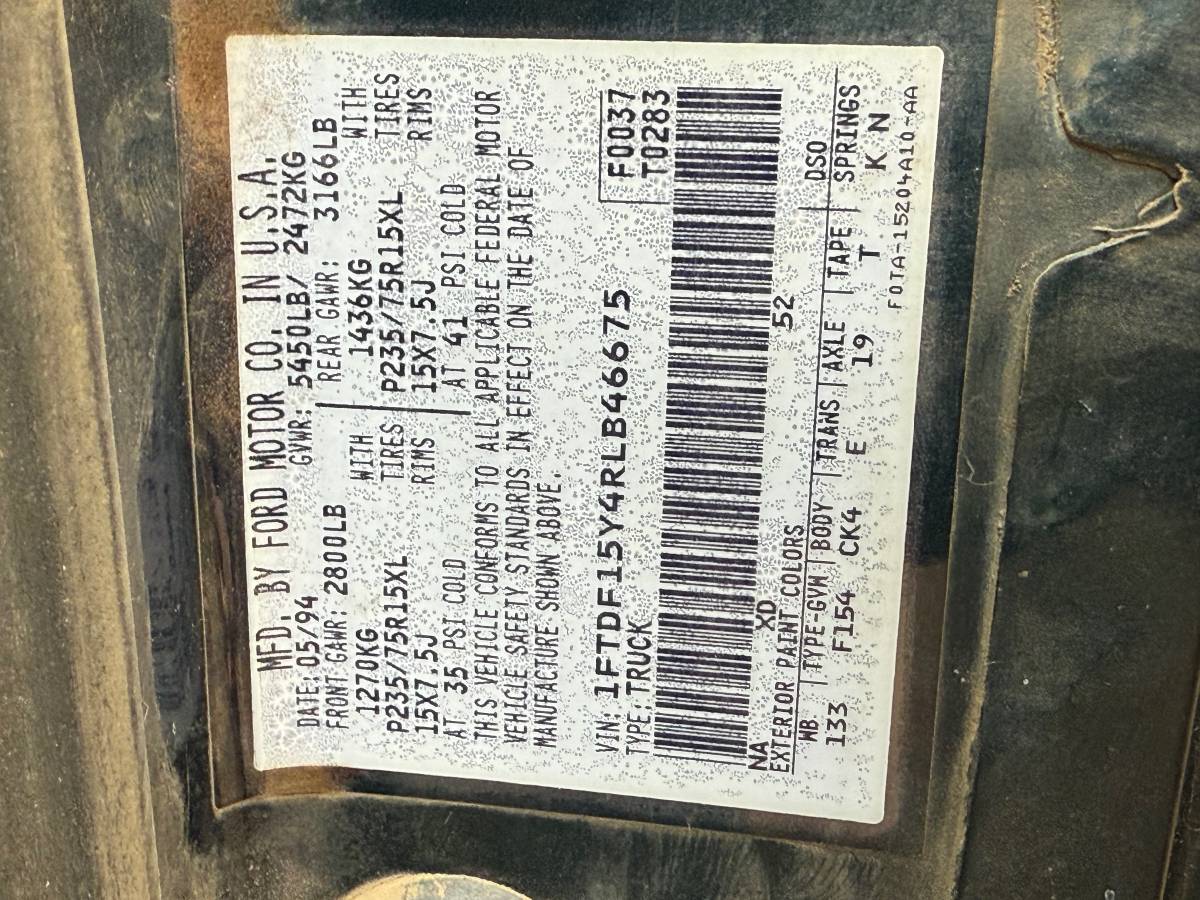 MFD. BY FORD MOTOR CO. IN U.S.A.
DATE: 05/94 GVWR: 5450LB/ 2472KG
FRONT GAWR: 2800LB REAR GAWR: 3166LB
1270KG WITH 1436KG WITH
P235/75R15XL TIRES P235/75R15XL TIRES
15X7.5J RIMS 15X7.5J RIMS
AT 35 PSI COLD AT 41 PSI COLD
THIS VEHICLE CONFORMS TO ALL APPLICABLE FEDERAL MOTOR
VEHICLE SAFETY STANDARDS IN EFFECT ON THE DATE OF
MANUFACTURE SHOWN ABOVE.
F0037
T0283
VIN: 1FTDF15Y4RLB46675
TYPE: TRUCK
NA XD 52
EXTERIOR PAINT COLORS DSO
WB TYPE-GVW BODY TRANS AXLE TAPE SPRINGS
133 F154 CK4 E 19 T K N
F0TA-15204A10-AA